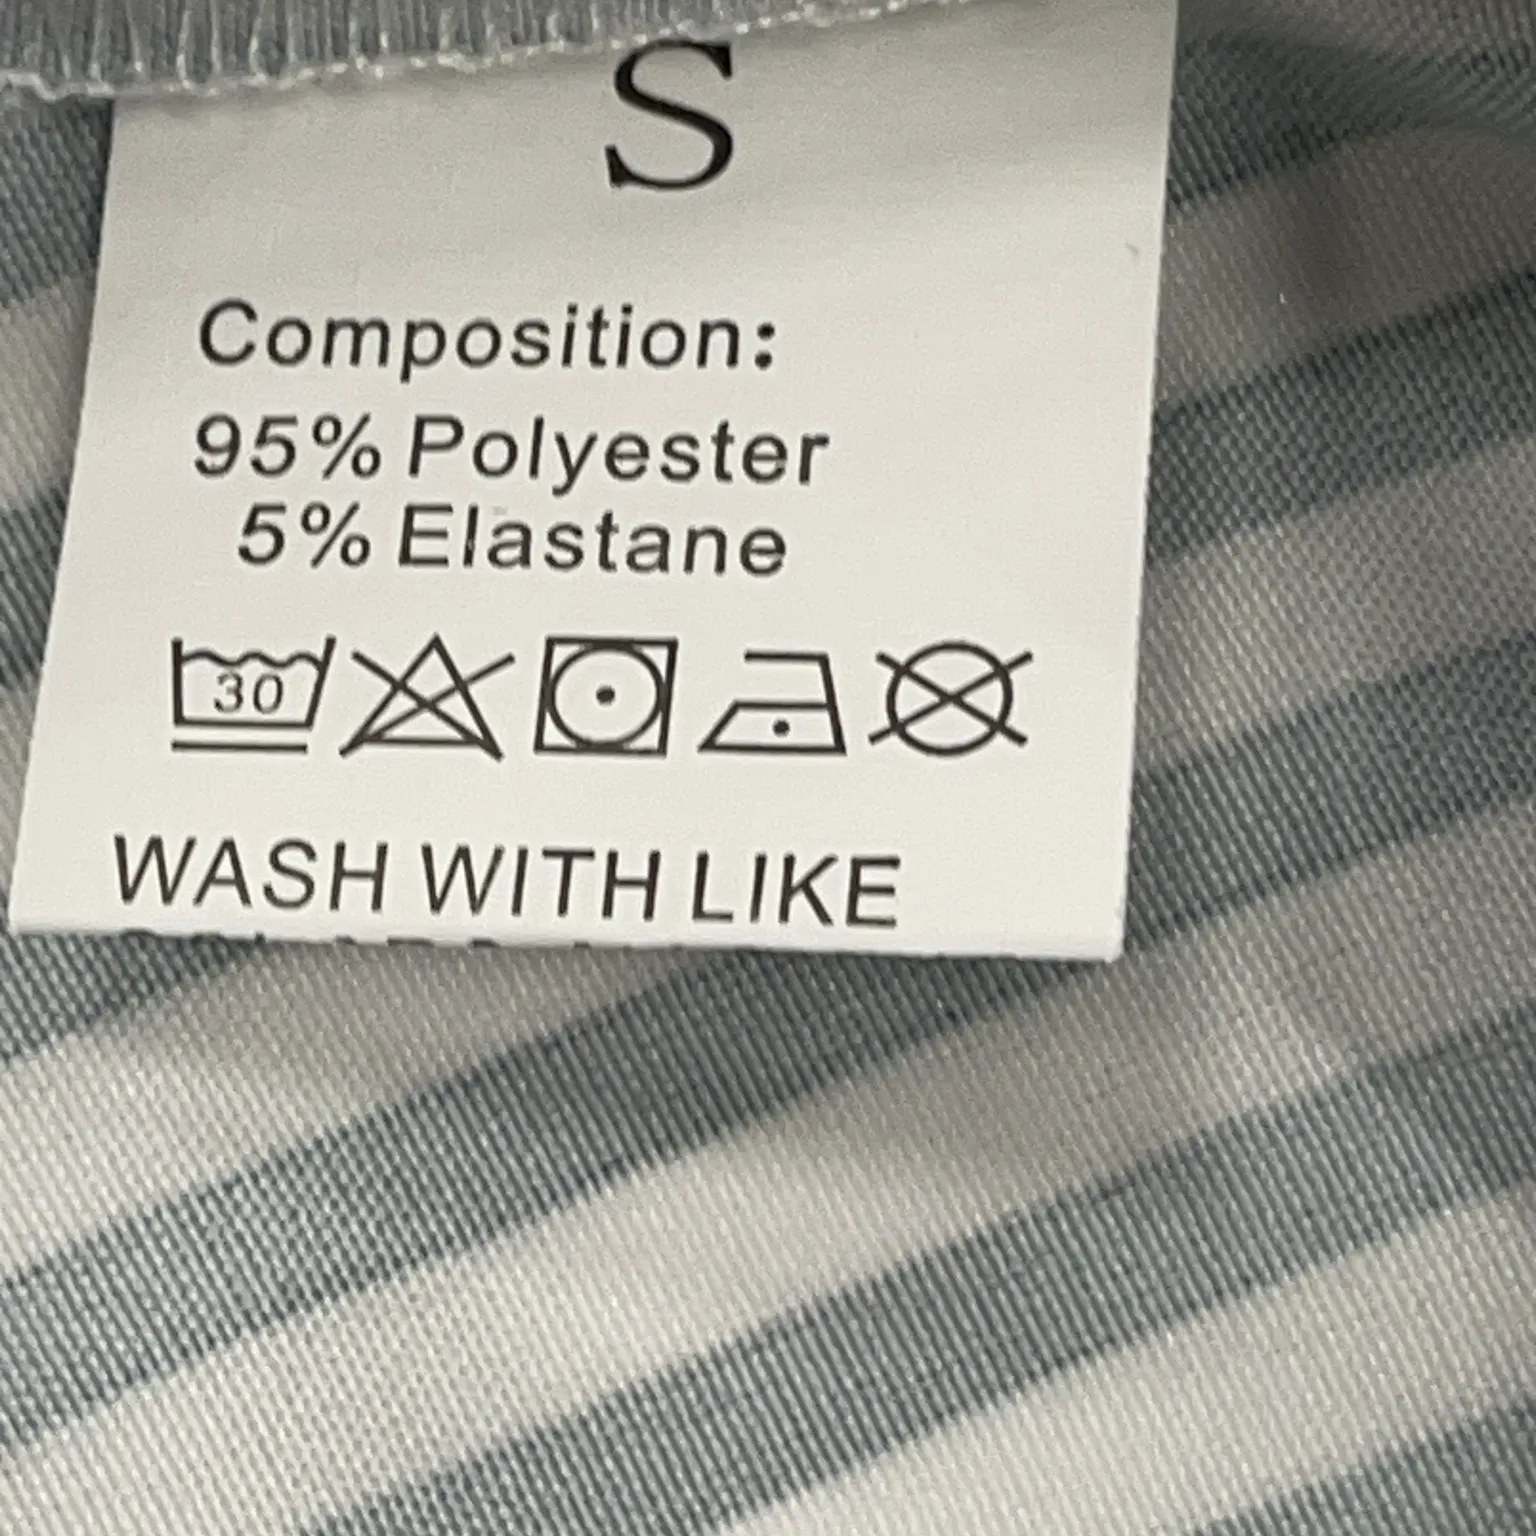 S
Composition:
95% Polyester
5% Elastane
30
WASH WITH LIKE